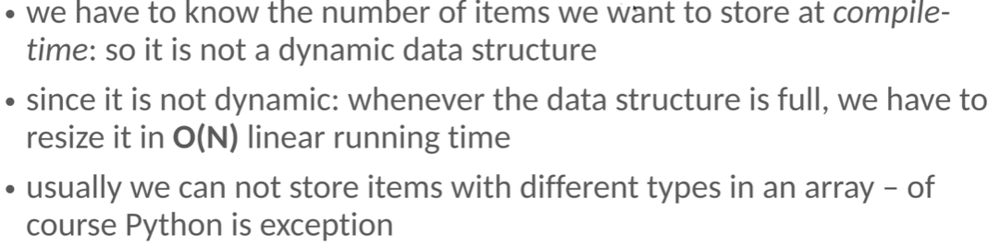 • we have to know the number of items we want to store at compile-
time: so it is not a dynamic data structure
• since it is not dynamic: whenever the data structure is full, we have to
resize it in O(N) linear running time
• usually we can not store items with different types in an array – of
course Python is exception